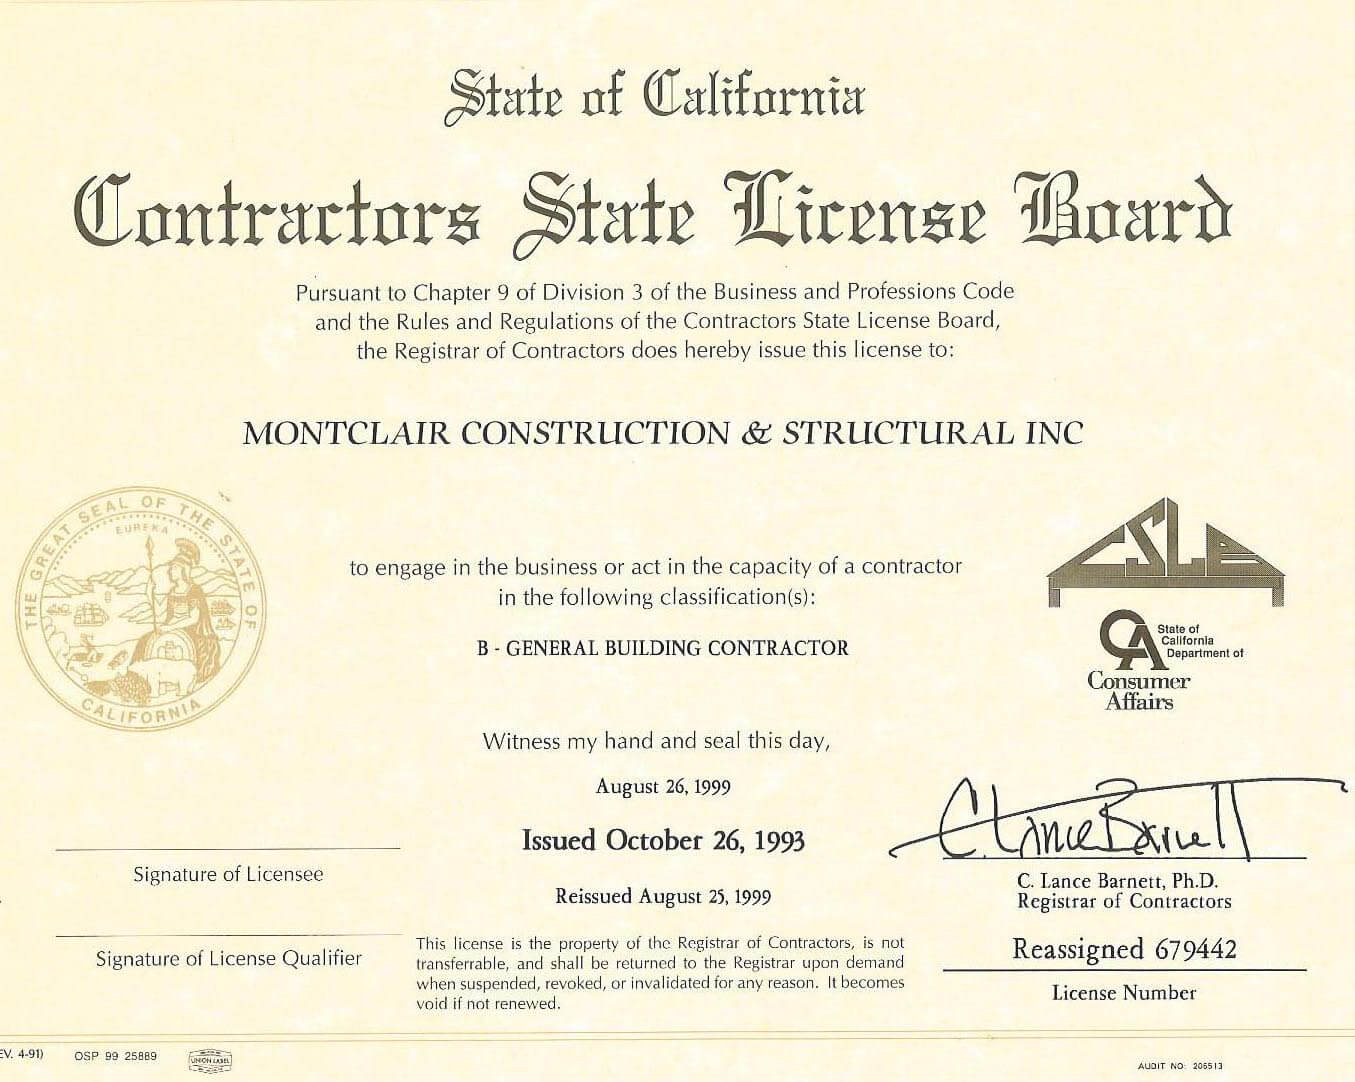 State of California
Contractors State License Board
Pursuant to Chapter 9 of Division 3 of the Business and Professions Code
and the Rules and Regulations of the Contractors State License Board,
the Registrar of Contractors does hereby issue this license to:
MONTCLAIR CONSTRUCTION & STRUCTURAL INC
THE GREAT SEAL OF THE STATE OF CALIFORNIA
EUREKA
CSLB
to engage in the business or act in the capacity of a contractor
in the following classification(s):
B - GENERAL BUILDING CONTRACTOR
CA
State of
California
Department of
Consumer
Affairs
Witness my hand and seal this day,
August 26, 1999
Issued October 26, 1993
Reissued August 25, 1999
Signature of Licensee
Signature of License Qualifier
C. Lance Barnett
C. Lance Barnett, Ph.D.
Registrar of Contractors
Reassigned 679442
License Number
This license is the property of the Registrar of Contractors, is not
transferrable, and shall be returned to the Registrar upon demand
when suspended, revoked, or invalidated for any reason. It becomes
void if not renewed.
EV. 4-91)
OSP 99 25889
UNION LABEL
AUDIT NO: 206513